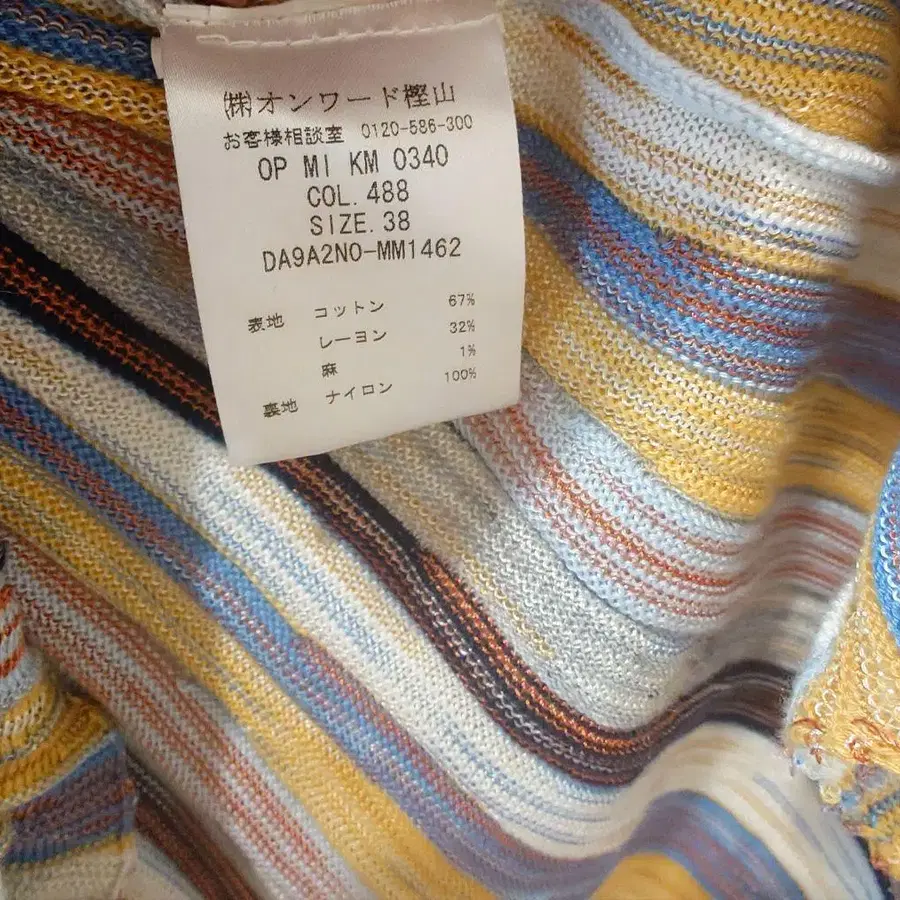 (株)オンワード樫山
お客様相談室 0120-586-300
OP MI KM 0340
COL.488
SIZE.38
DA9A2NO-MM1462
表地 コットン 67%
レーヨン 32%
麻 1%
裏地 ナイロン 100%